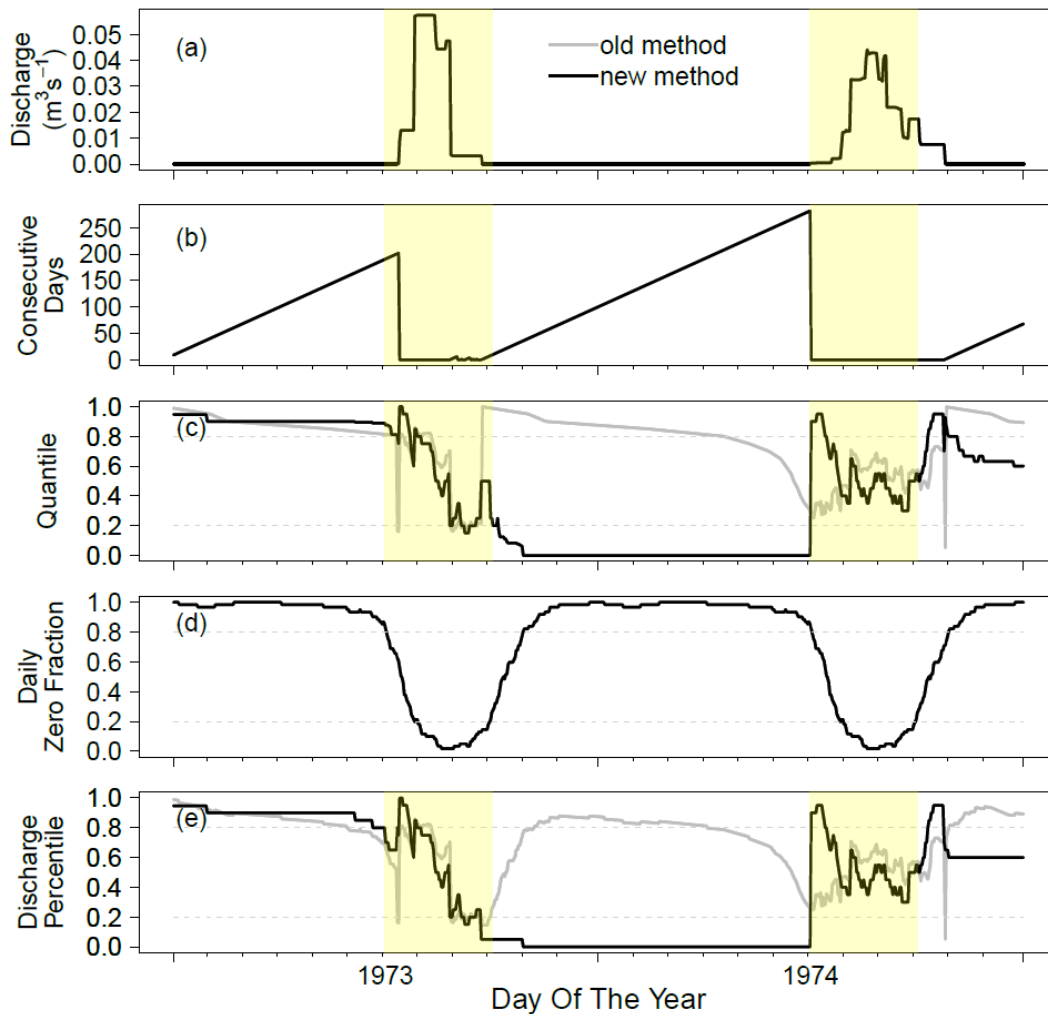 (a)
old method
new method
Discharge
(m³s⁻¹)
0.05
0.04
0.03
0.02
0.01
0.00
(b)
Consecutive
Days
250
200
150
100
50
0
(c)
Quantile
1.0
0.8
0.6
0.4
0.2
0.0
(d)
Daily
Zero Fraction
1.0
0.8
0.6
0.4
0.2
0.0
(e)
Discharge
Percentile
1.0
0.8
0.6
0.4
0.2
0.0
1973 1974
Day Of The Year